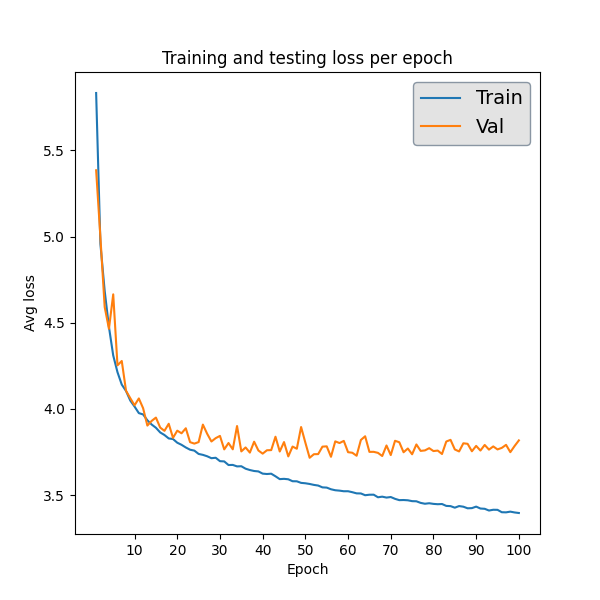 Training and testing loss per epoch
Train
Val
Avg loss
5.5
5.0
4.5
4.0
3.5
10 20 30 40 50 60 70 80 90 100
Epoch